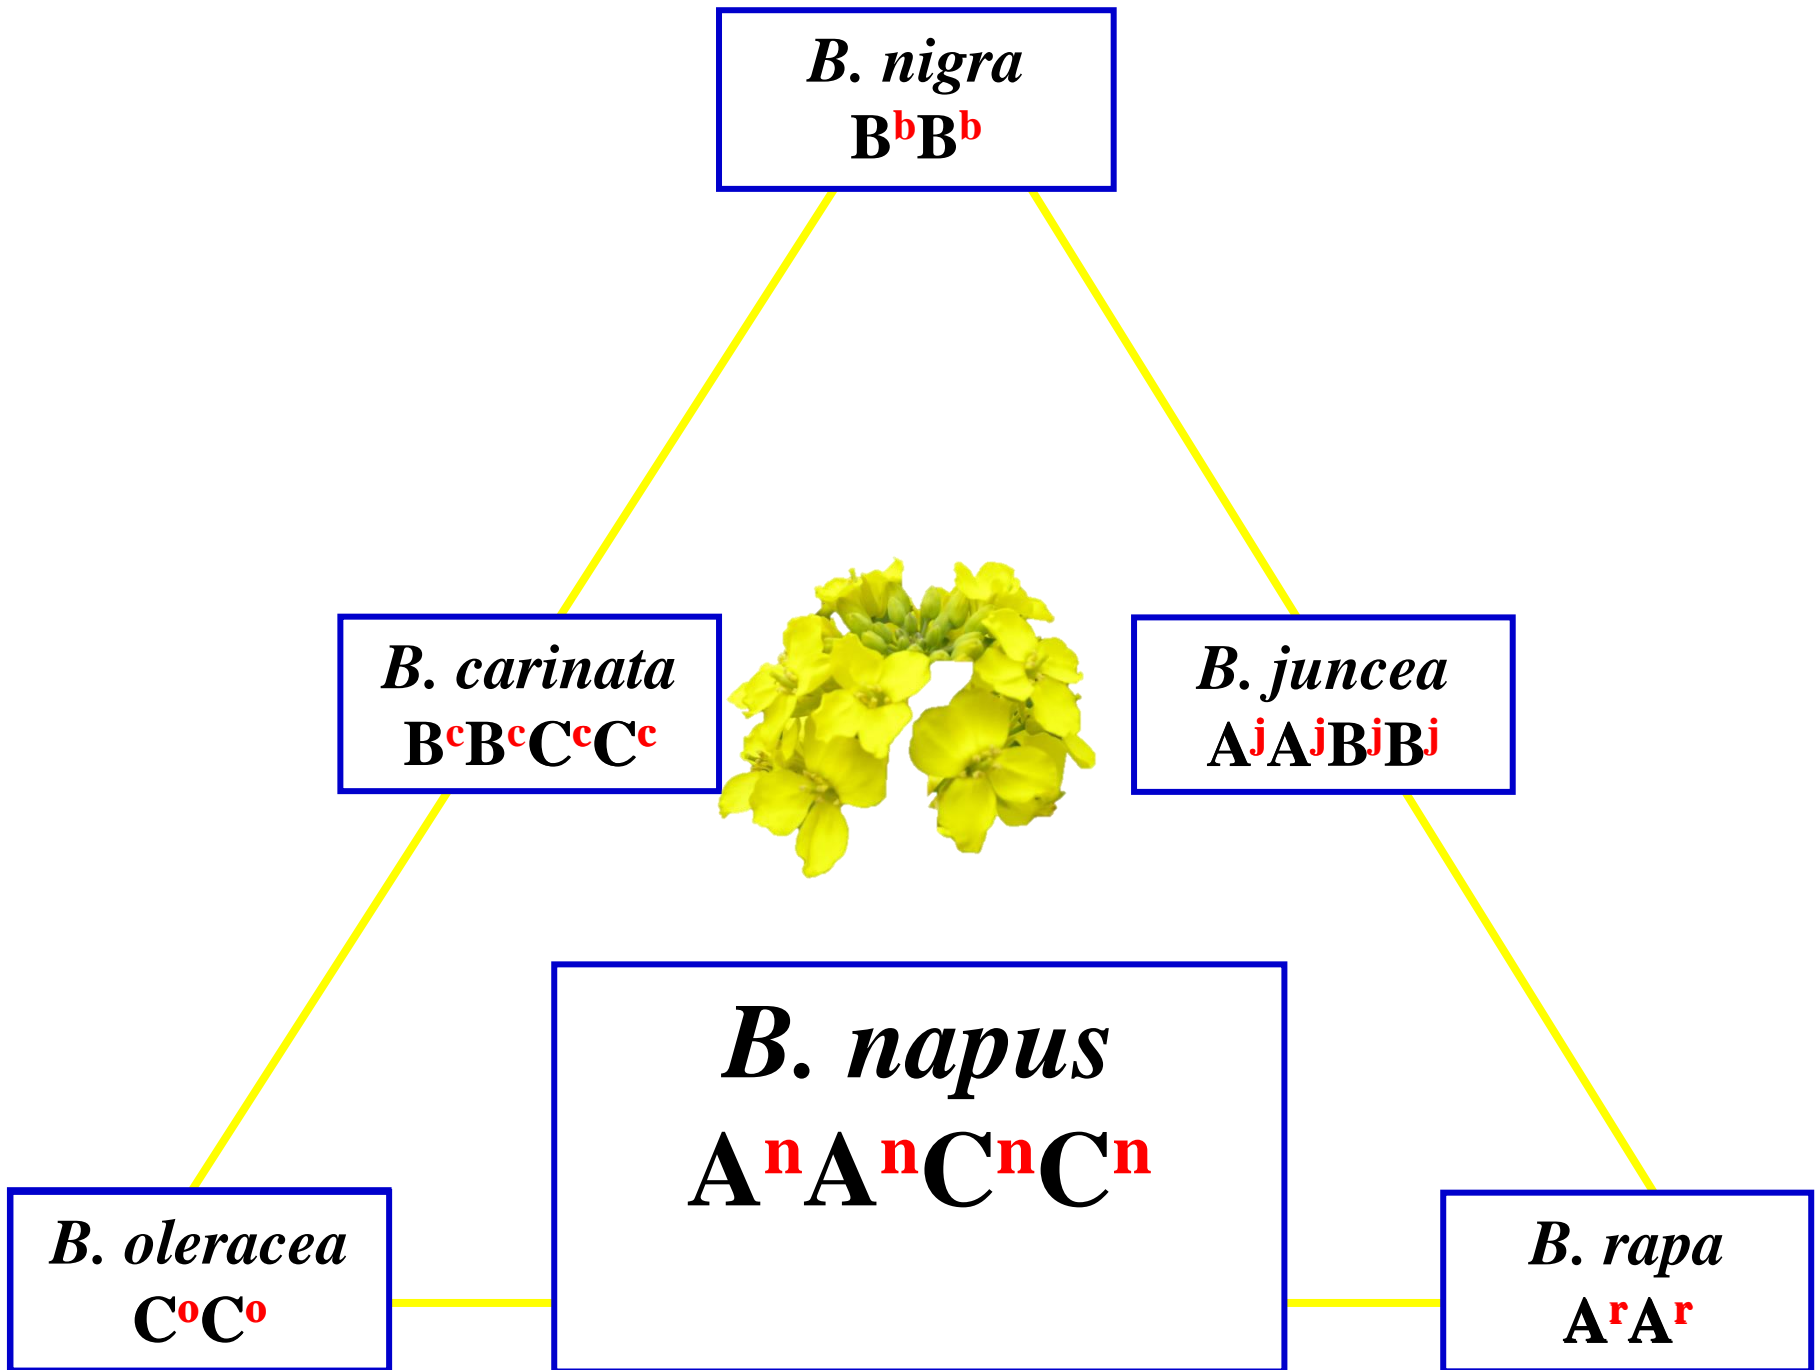 B. nigra
BᵇBᵇ
B. carinata
BᶜBᶜCᶜCᶜ
B. juncea
AʲAʲBʲBʲ
B. napus
AⁿAⁿCⁿCⁿ
B. oleracea
CᵒCᵒ
B. rapa
AʳAʳ